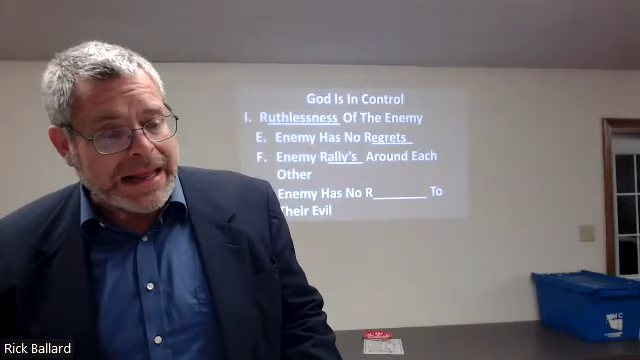 God Is In Control
I. Ruthlessness Of The Enemy
E. Enemy Has No Regrets
F. Enemy Rally's Around Each
Other
Enemy Has No R________ To
Their Evil
Rick Ballard